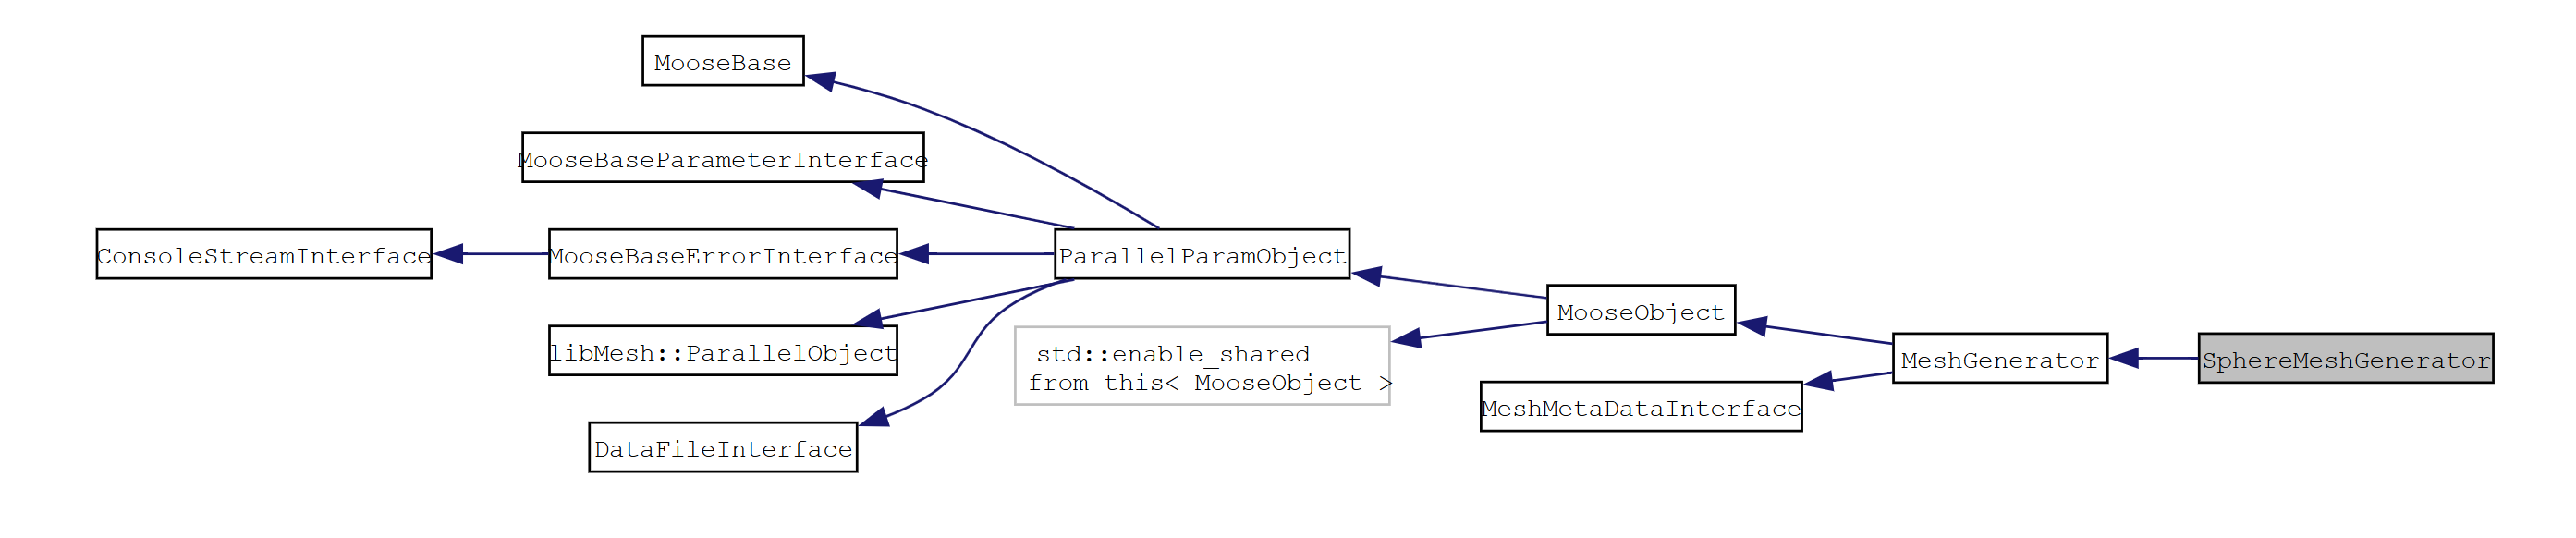 MooseBase
MooseBaseParameterInterface
ConsoleStreamInterface
MooseBaseErrorInterface
ParallelParamObject
libMesh::ParallelObject
DataFileInterface
std::enable_shared
_from_this< MooseObject >
MooseObject
MeshMetaDataInterface
MeshGenerator
SphereMeshGenerator